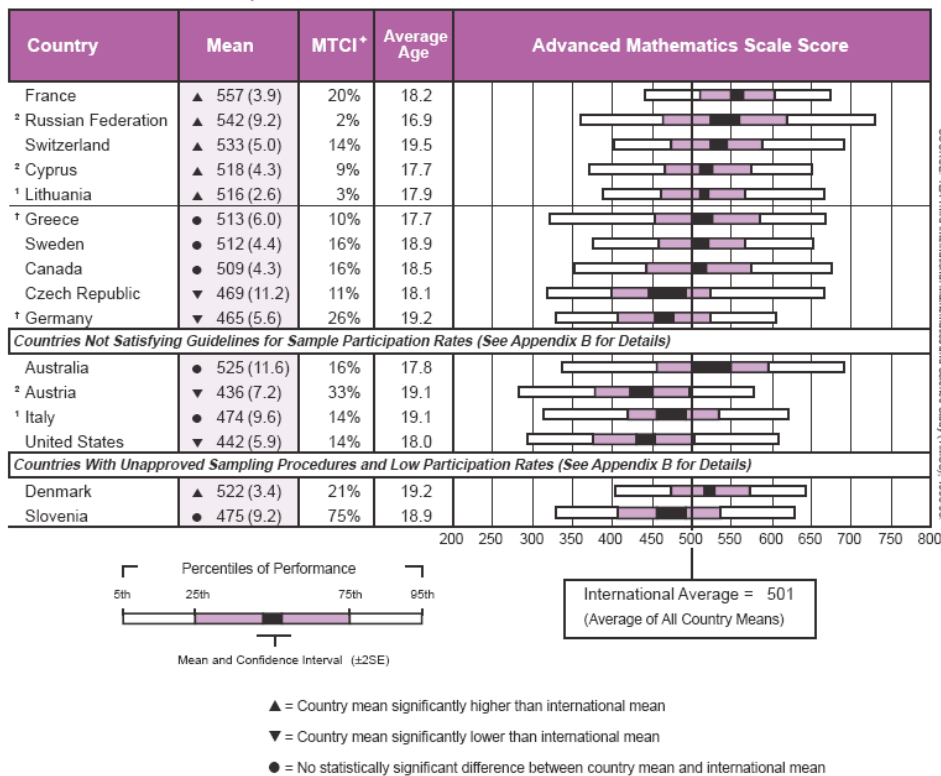 Country Mean MTCI+ Average Age Advanced Mathematics Scale Score
France ▲ 557 (3.9) 20% 18.2
² Russian Federation ▲ 542 (9.2) 2% 16.9
Switzerland ▲ 533 (5.0) 14% 19.5
² Cyprus ▲ 518 (4.3) 9% 17.7
¹ Lithuania ▲ 516 (2.6) 3% 17.9
† Greece ● 513 (6.0) 10% 17.7
Sweden ● 512 (4.4) 16% 18.9
Canada ● 509 (4.3) 16% 18.5
Czech Republic ▼ 469 (11.2) 11% 18.1
† Germany ▼ 465 (5.6) 26% 19.2
Countries Not Satisfying Guidelines for Sample Participation Rates (See Appendix B for Details)
Australia ● 525 (11.6) 16% 17.8
² Austria ▼ 436 (7.2) 33% 19.1
¹ Italy ● 474 (9.6) 14% 19.1
United States ▼ 442 (5.9) 14% 18.0
Countries With Unapproved Sampling Procedures and Low Participation Rates (See Appendix B for Details)
Denmark ▲ 522 (3.4) 21% 19.2
Slovenia ● 475 (9.2) 75% 18.9
200 250 300 350 400 450 500 550 600 650 700 750 800
Percentiles of Performance
5th 25th 75th 95th
Mean and Confidence Interval (±2SE)
International Average = 501
(Average of All Country Means)
▲ = Country mean significantly higher than international mean
▼ = Country mean significantly lower than international mean
● = No statistically significant difference between country mean and international mean